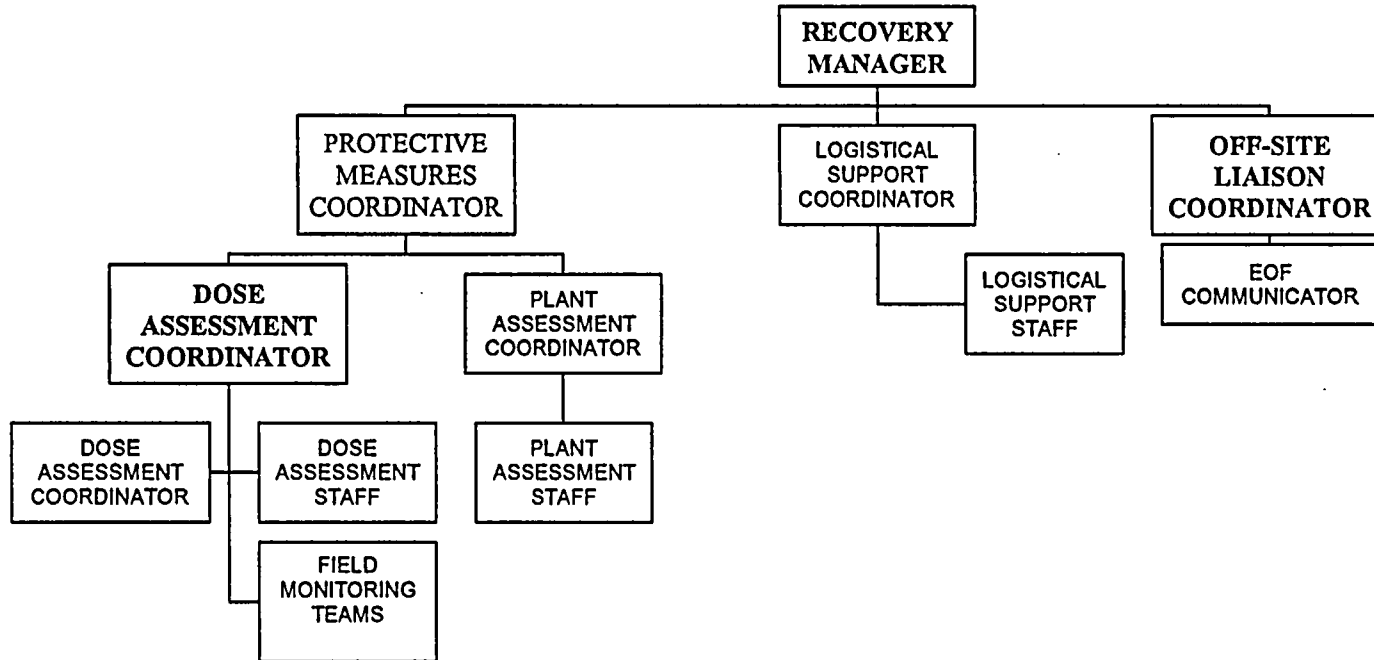 RECOVERY
MANAGER
PROTECTIVE
MEASURES
COORDINATOR
LOGISTICAL
SUPPORT
COORDINATOR
OFF-SITE
LIAISON
COORDINATOR
DOSE
ASSESSMENT
COORDINATOR
PLANT
ASSESSMENT
COORDINATOR
LOGISTICAL
SUPPORT
STAFF
EOF
COMMUNICATOR
DOSE
ASSESSMENT
COORDINATOR
DOSE
ASSESSMENT
STAFF
PLANT
ASSESSMENT
STAFF
FIELD
MONITORING
TEAMS